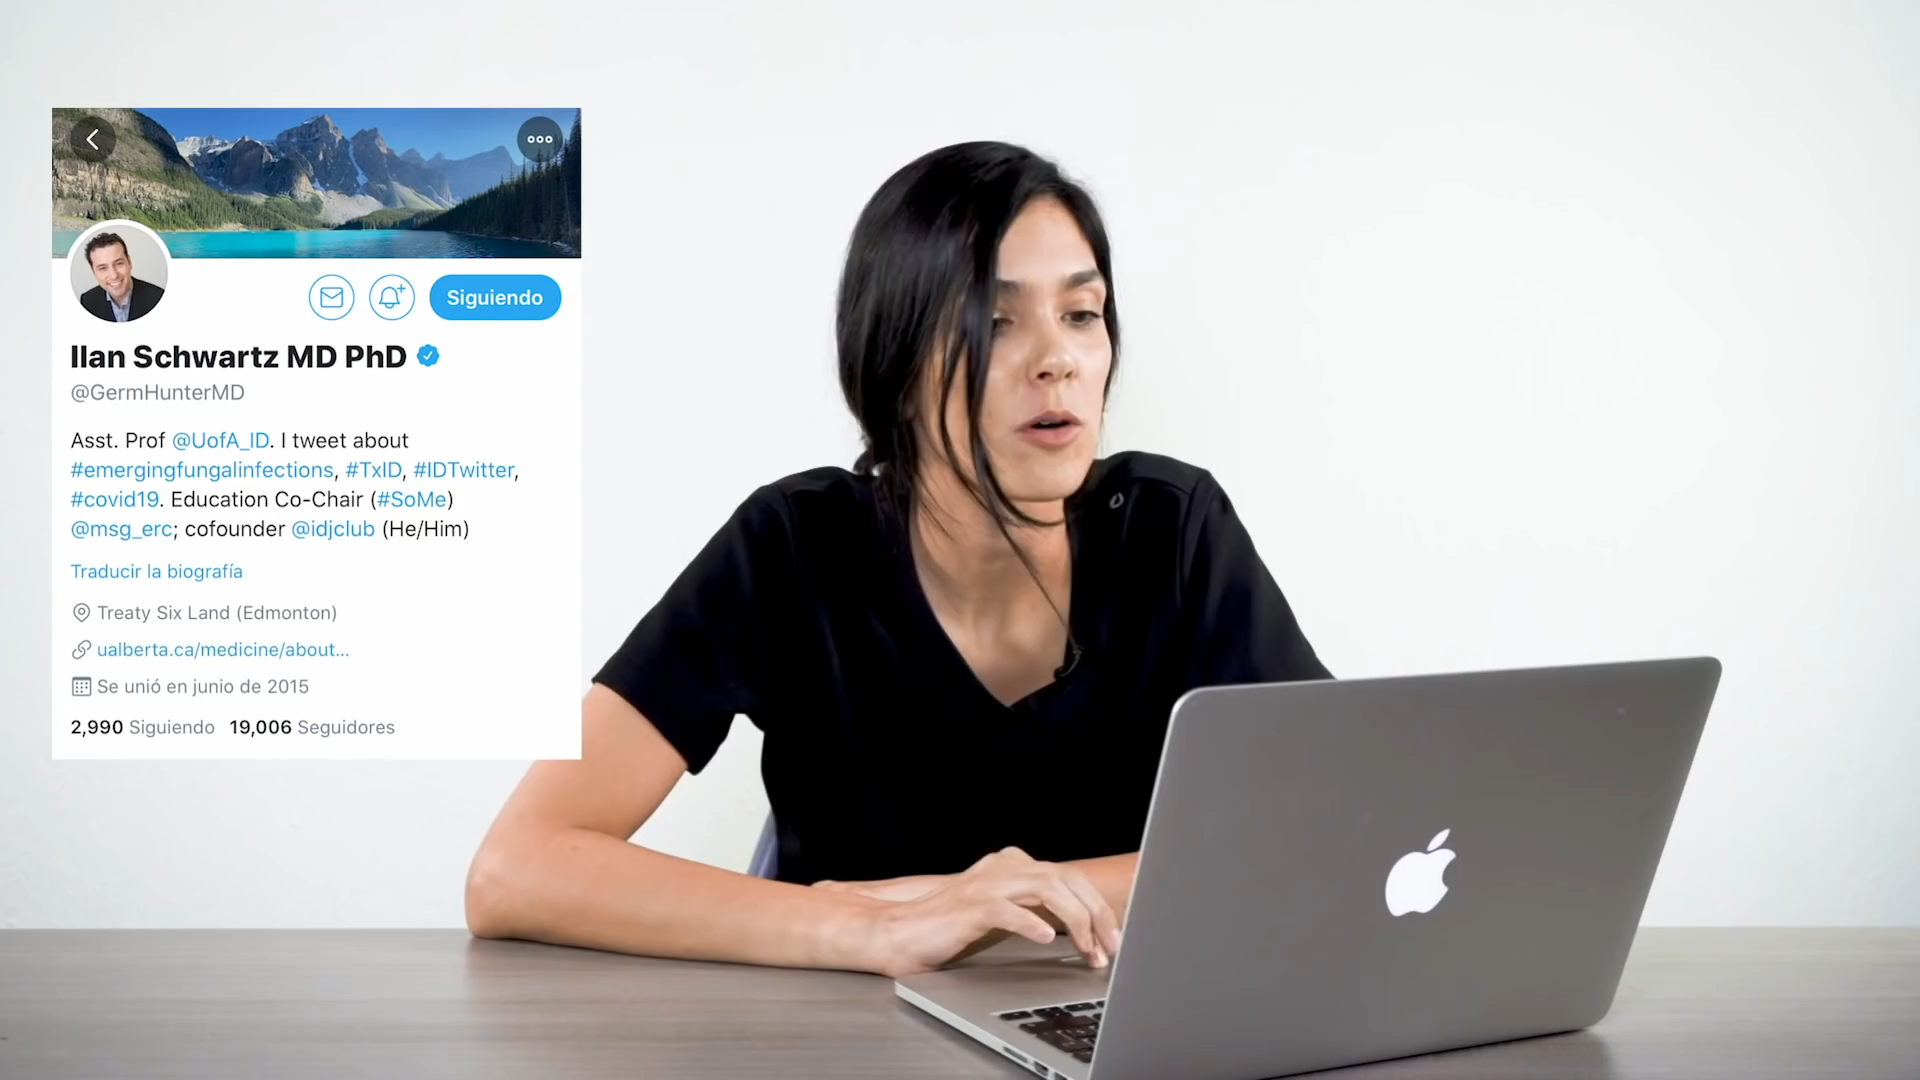 Siguiendo
Ilan Schwartz MD PhD
@GermHunterMD
Asst. Prof @UofA_ID. I tweet about
#emergingfungalinfections, #TxID, #IDTwitter,
#covid19. Education Co-Chair (#SoMe)
@msg_erc; cofounder @idjclub (He/Him)
Traducir la biografía
Treaty Six Land (Edmonton)
ualberta.ca/medicine/about...
Se unió en junio de 2015
2,990 Siguiendo 19,006 Seguidores